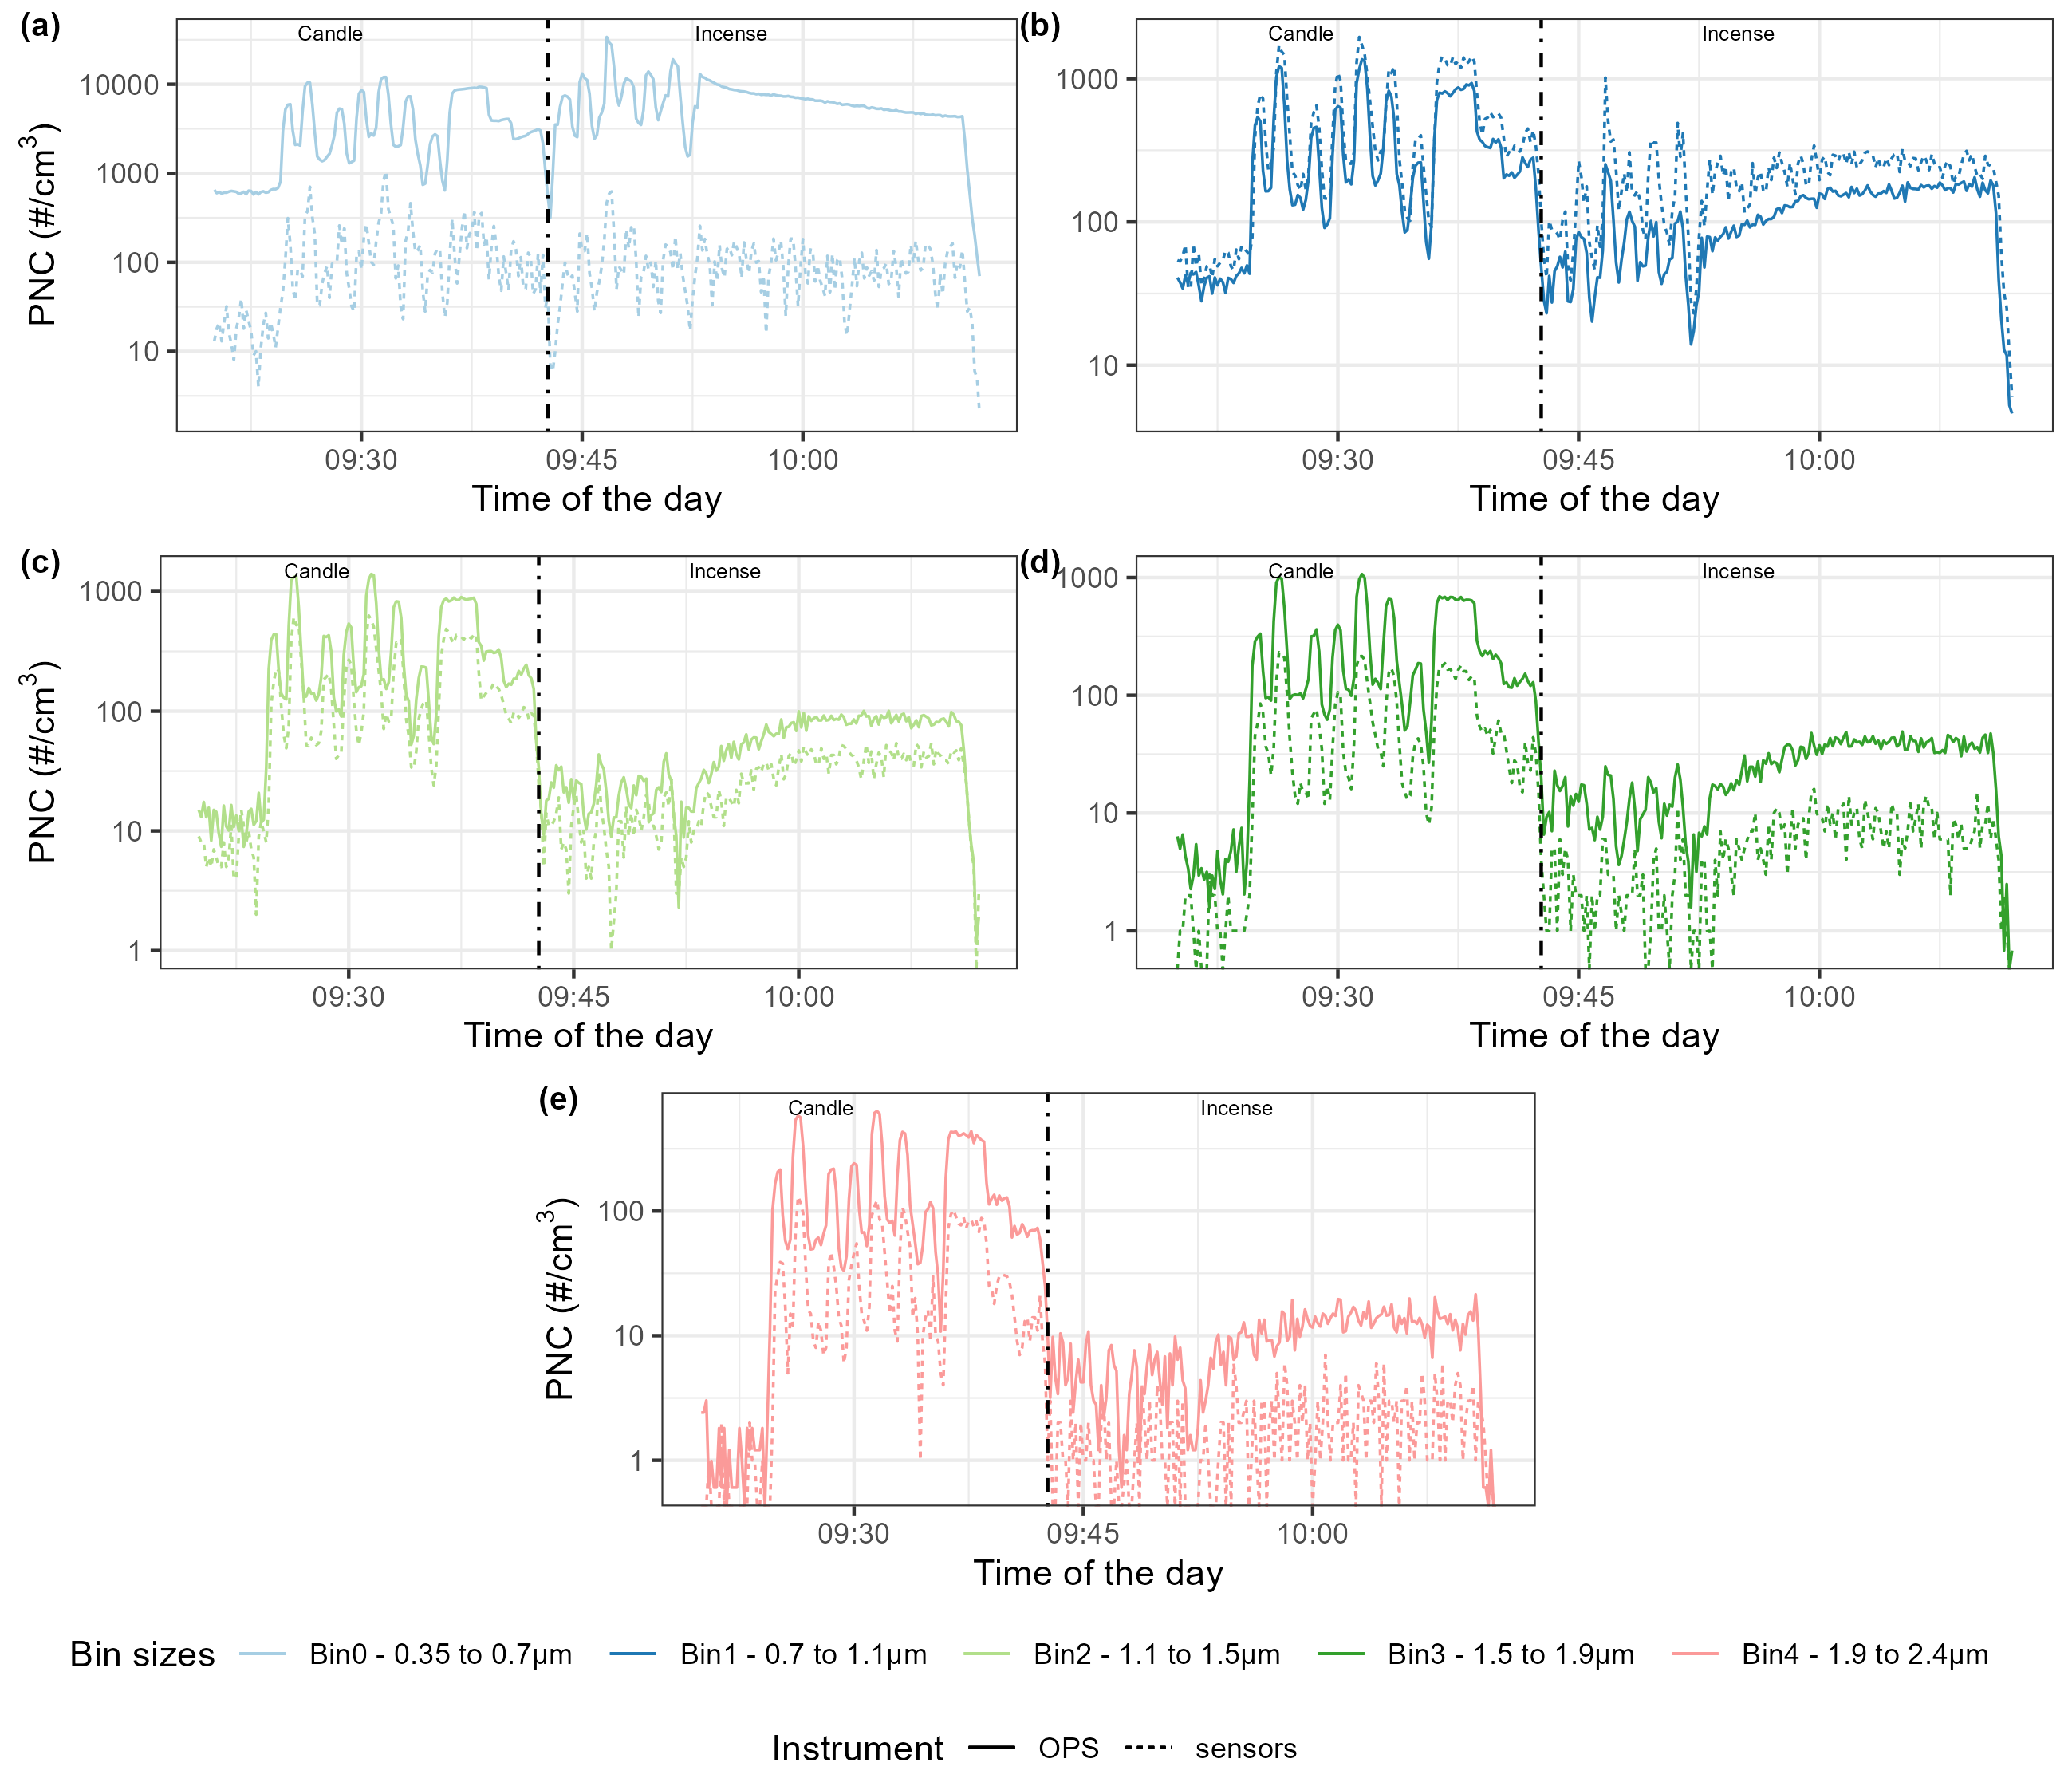 (a)
Candle
Incense
10000
1000
100
10
PNC (#/cm³)
09:30
09:45
10:00
Time of the day
(b)
Candle
Incense
1000
100
10
09:30
09:45
10:00
Time of the day
(c)
Candle
Incense
1000
100
10
1
PNC (#/cm³)
09:30
09:45
10:00
Time of the day
(d)
Candle
Incense
1000
100
10
1
09:30
09:45
10:00
Time of the day
(e)
Candle
Incense
100
10
1
PNC (#/cm³)
09:30
09:45
10:00
Time of the day
Bin sizes Bin0 - 0.35 to 0.7µm Bin1 - 0.7 to 1.1µm Bin2 - 1.1 to 1.5µm Bin3 - 1.5 to 1.9µm Bin4 - 1.9 to 2.4µm
Instrument OPS sensors